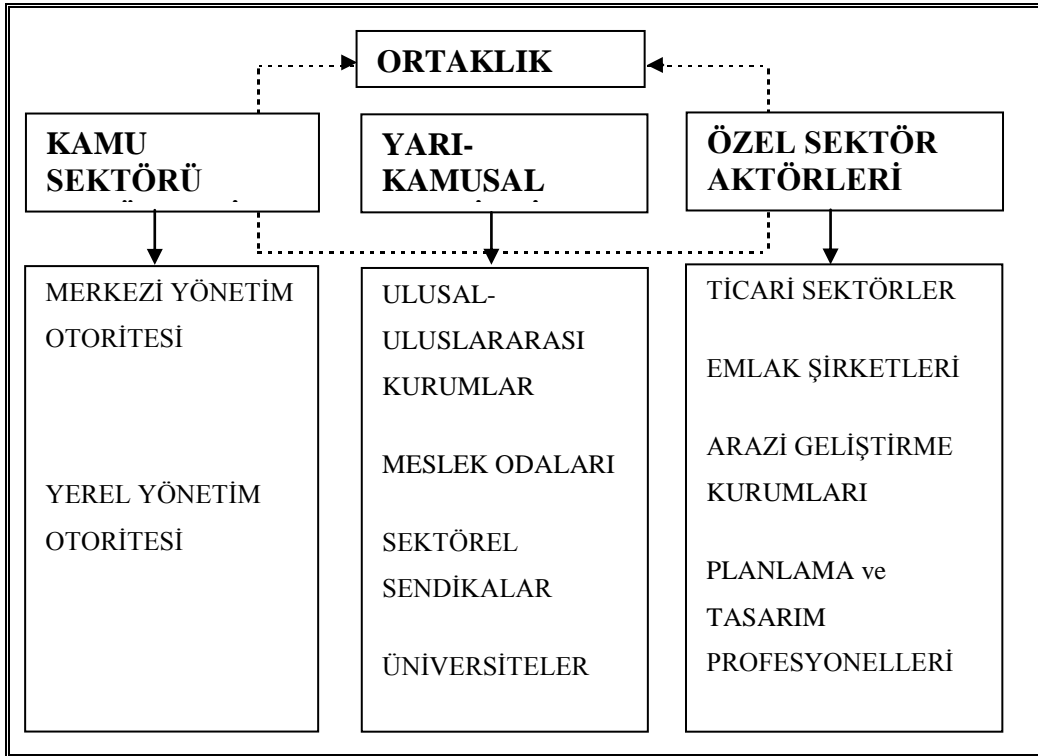 ORTAKLIK
KAMU
SEKTÖRÜ
MERKEZİ YÖNETİM
OTORİTESİ
YEREL YÖNETİM
OTORİTESİ
YARI-
KAMUSAL
ULUSAL-
ULUSLARARASI
KURUMLAR
MESLEK ODALARI
SEKTÖREL
SENDİKALAR
ÜNİVERSİTELER
ÖZEL SEKTÖR
AKTÖRLERİ
TİCARİ SEKTÖRLER
EMLAK ŞİRKETLERİ
ARAZİ GELİŞTİRME
KURUMLARI
PLANLAMA ve
TASARIM
PROFESYONELLERİ